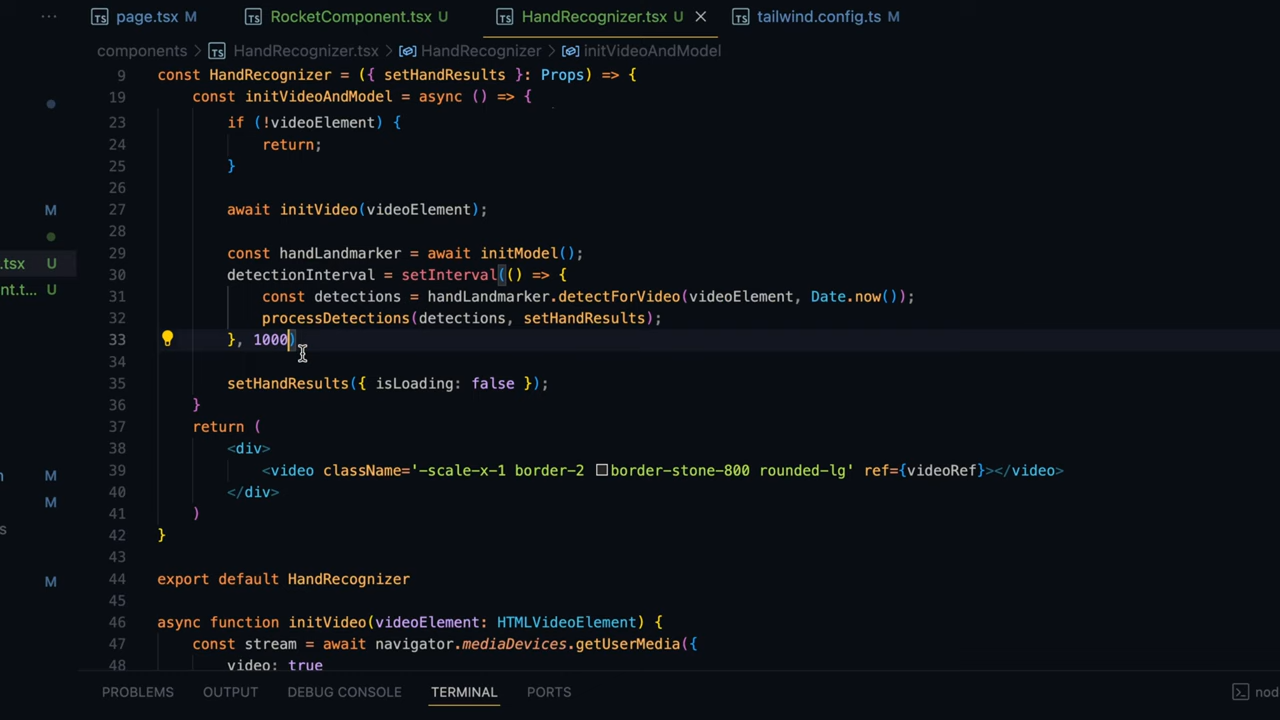 ... page.tsx M RocketComponent.tsx U HandRecognizer.tsx U tailwind.config.ts M
components > HandRecognizer.tsx > HandRecognizer > initVideoAndModel
9 const HandRecognizer = ({ setHandResults }: Props) => {
19 const initVideoAndModel = async () => {
23 if (!videoElement) {
24 return;
25 }
26
M 27 await initVideo(videoElement);
28
29 const handLandmarker = await initModel();
.tsx U 30 detectionInterval = setInterval(() => {
nt.t... U 31 const detections = handLandmarker.detectForVideo(videoElement, Date.now());
32 processDetections(detections, setHandResults);
33 }, 1000)
34
35 setHandResults({ isLoading: false });
36 }
37 return (
38 <div>
M 39 <video className='-scale-x-1 border-2 border-stone-800 rounded-lg' ref={videoRef}></video>
M 40 </div>
s 41 )
42 }
43
M 44 export default HandRecognizer
45
46 async function initVideo(videoElement: HTMLVideoElement) {
47 const stream = await navigator.mediaDevices.getUserMedia({
48 video: true
PROBLEMS OUTPUT DEBUG CONSOLE TERMINAL PORTS nod